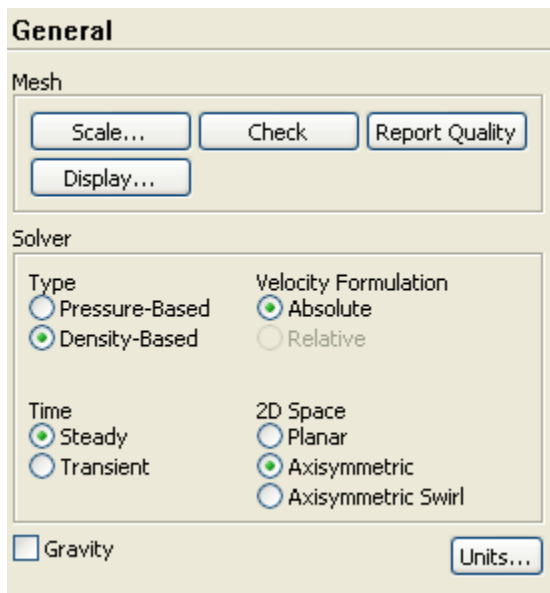 General
Mesh
Scale... Check Report Quality
Display...
Solver
Type Velocity Formulation
Pressure-Based Absolute
Density-Based Relative
Time 2D Space
Steady Planar
Transient Axisymmetric
Axisymmetric Swirl
Gravity Units...